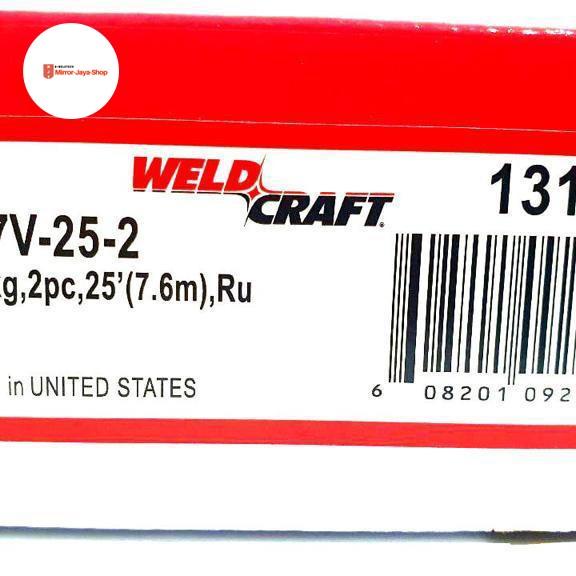 Mirror-Jaya-Shop
WELD CRAFT.
131
7V-25-2
kg,2pc,25'(7.6m),Ru
in UNITED STATES
6 08201 092